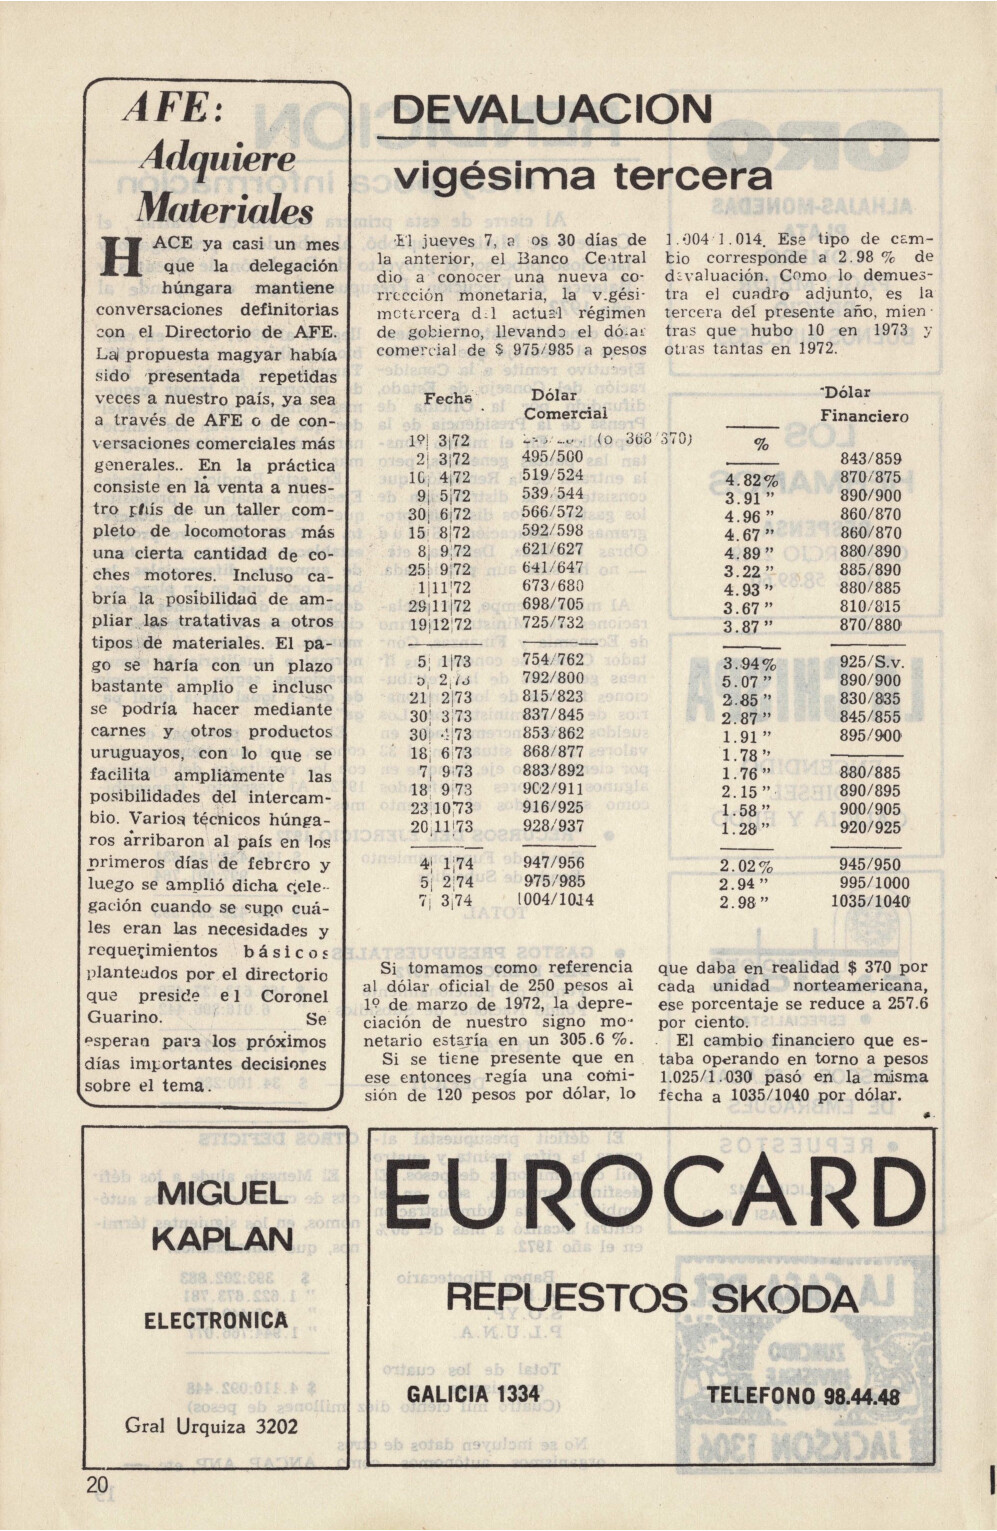 AFE:
Adquiere
Materiales
HACE ya casi un mes
que la delegación
húngara mantiene
conversaciones definitorias
con el Directorio de AFE.
La propuesta magyar había
sido presentada repetidas
veces a nuestro país, ya sea
a través de AFE o de con-
versaciones comerciales más
generales.. En la práctica
consiste en la venta a nues-
tro país de un taller com-
pleto de locomotoras más
una cierta cantidad de co-
ches motores. Incluso ca-
bría la posibilidad de am-
pliar las tratativas a otros
tipos de materiales. El pa-
go se haría con un plazo
bastante amplio e incluso
se podría hacer mediante
carnes y otros productos
uruguayos, con lo que se
facilita ampliamente las
posibilidades del intercam-
bio. Varios técnicos húnga-
ros arribaron al país en los
primeros días de febrero y
luego se amplió dicha dele-
gación cuando se supo cuá-
les eran las necesidades y
requerimientos básicos
planteados por el directorio
que preside el Coronel
Guarino. Se
esperan para los próximos
días importantes decisiones
sobre el tema.
DEVALUACION
vigésima tercera
El jueves 7, a os 30 días de
la anterior, el Banco Central
dio a conocer una nueva co-
rrección monetaria, la v.gési-
motercera del actual régimen
de gobierno, llevando el dólar
comercial de $ 975/985 a pesos
1.004/1.014. Ese tipo de cam-
bio corresponde a 2.98 % de
devaluación. Como lo demues-
tra el cuadro adjunto, es la
tercera del presente año, mien-
tras que hubo 10 en 1973 y
otras tantas en 1972.
Fecha Dólar Comercial % Dólar Financiero
1º| 3|72 (o 368/370) 843/859
2| 3|72 495/500 4.82% 870/875
10| 4|72 519/524 3.91 " 890/900
9| 5|72 539/544 4.96 " 860/870
30| 6|72 566/572 4.67 " 860/870
15| 8|72 592/598 4.89 " 880/890
8| 9|72 621/627 3.22 " 885/890
25| 9|72 641/647 4.93 " 880/885
1|11|72 673/680 3.67 " 810/815
29|11|72 698/705 3.87 " 870/880
19|12|72 725/732
5| 1|73 754/762 3.94% 925/S.v.
5| 2|73 792/800 5.07 " 890/900
21| 2|73 815/823 2.85 " 830/835
30| 3|73 837/845 2.87 " 845/855
30| 4|73 853/862 1.91 " 895/900
18| 6|73 868/877 1.78 "
7| 9|73 883/892 1.76 " 880/885
18| 9|73 902/911 2.15 " 890/895
23|10|73 916/925 1.58 " 900/905
20|11|73 928/937 1.28 " 920/925
4| 1|74 947/956 2.02% 945/950
5| 2|74 975/985 2.94 " 995/1000
7| 3|74 1004/1014 2.98 " 1035/1040
Si tomamos como referencia
al dólar oficial de 250 pesos al
1º de marzo de 1972, la depre-
ciación de nuestro signo mo-
netario estaría en un 305.6 %.
Si se tiene presente que en
ese entonces regía una comi-
sión de 120 pesos por dólar, lo
que daba en realidad $ 370 por
cada unidad norteamericana,
ese porcentaje se reduce a 257.6
por ciento.
El cambio financiero que es-
taba operando en torno a pesos
1.025/1.030 pasó en la misma
fecha a 1035/1040 por dólar.
MIGUEL
KAPLAN
ELECTRONICA
Gral Urquiza 3202
EUROCARD
REPUESTOS SKODA
GALICIA 1334 TELEFONO 98.44.48
20